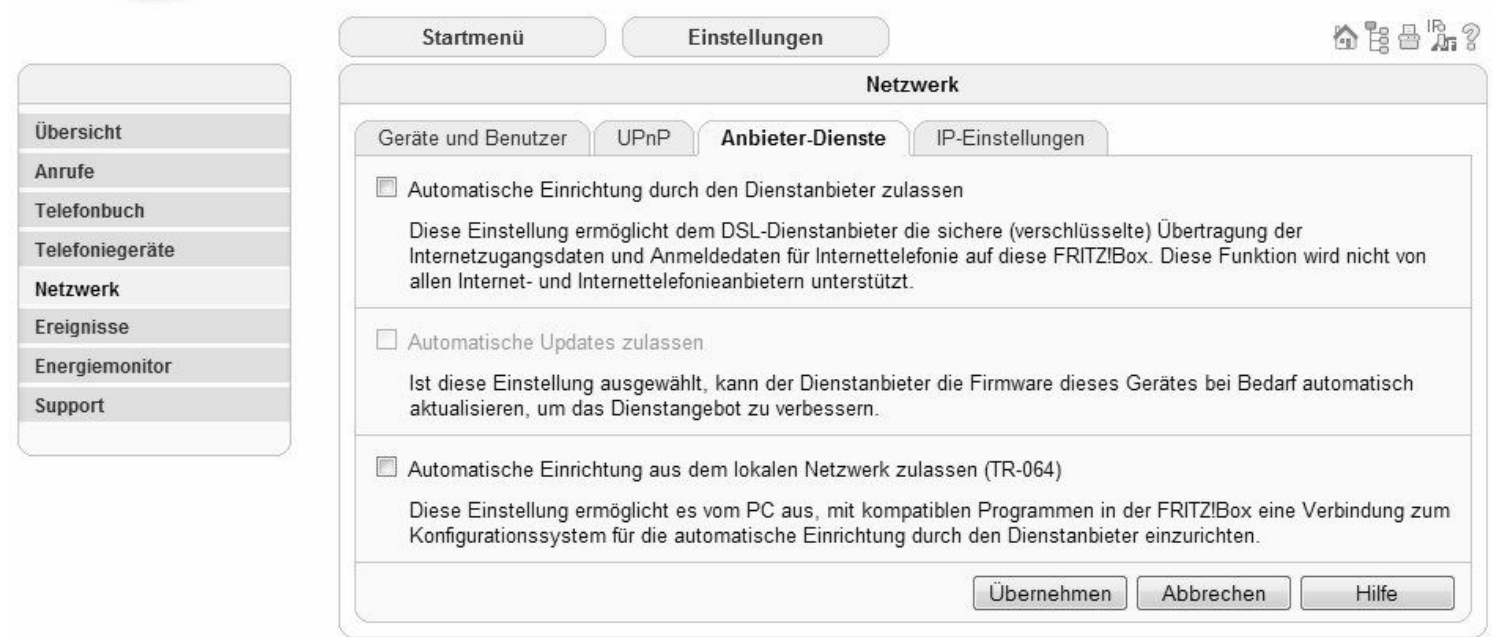 Startmenü
Einstellungen
Netzwerk
Übersicht
Anrufe
Telefonbuch
Telefoniegeräte
Netzwerk
Ereignisse
Energiemonitor
Support
Geräte und Benutzer
UPnP
Anbieter-Dienste
IP-Einstellungen
Automatische Einrichtung durch den Dienstanbieter zulassen
Diese Einstellung ermöglicht dem DSL-Dienstanbieter die sichere (verschlüsselte) Übertragung der
Internetzugangsdaten und Anmeldedaten für Internettelefonie auf diese FRITZ!Box. Diese Funktion wird nicht von
allen Internet- und Internettelefonieanbietern unterstützt.
Automatische Updates zulassen
Ist diese Einstellung ausgewählt, kann der Dienstanbieter die Firmware dieses Gerätes bei Bedarf automatisch
aktualisieren, um das Dienstangebot zu verbessern.
Automatische Einrichtung aus dem lokalen Netzwerk zulassen (TR-064)
Diese Einstellung ermöglicht es vom PC aus, mit kompatiblen Programmen in der FRITZ!Box eine Verbindung zum
Konfigurationssystem für die automatische Einrichtung durch den Dienstanbieter einzurichten.
Übernehmen
Abbrechen
Hilfe